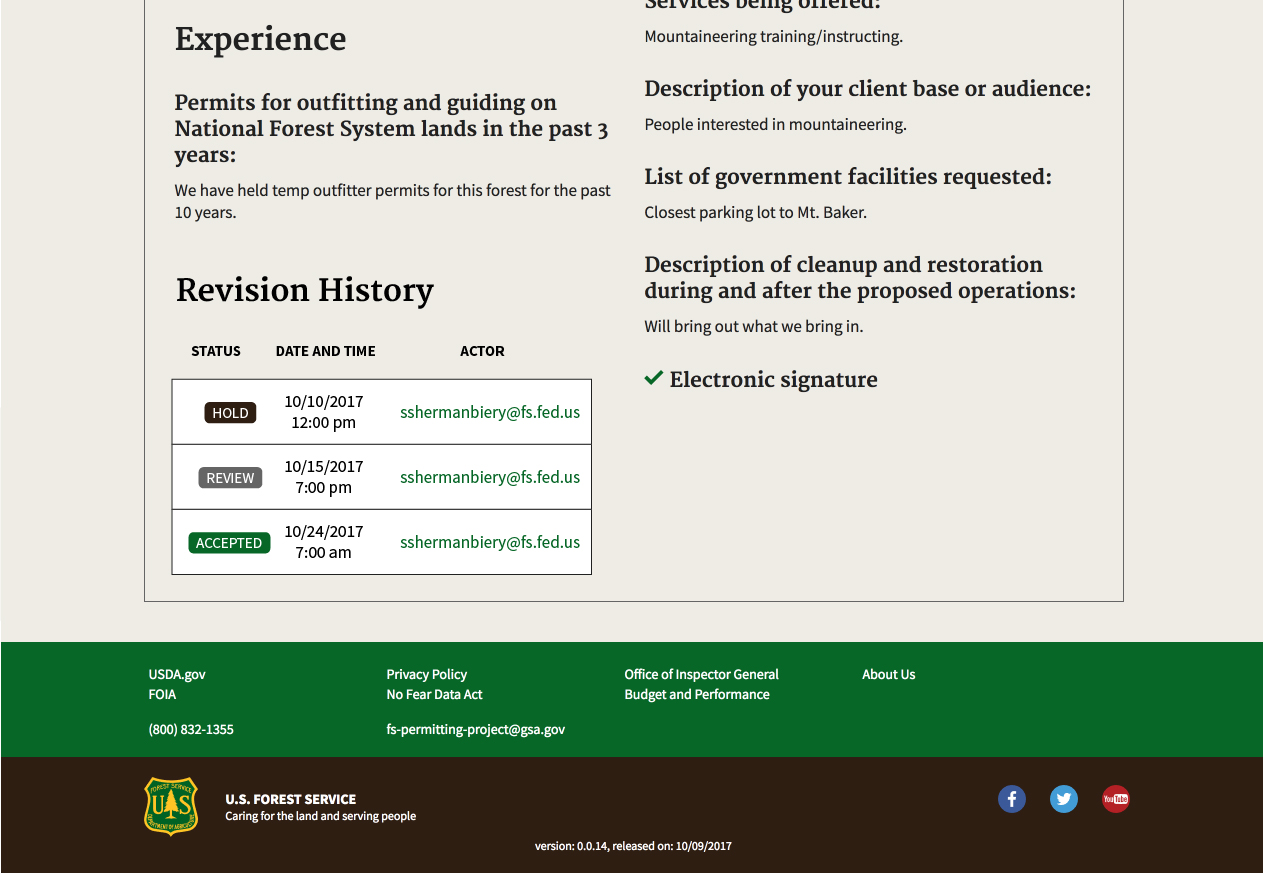 Experience
Permits for outfitting and guiding on
National Forest System lands in the past 3
years:
We have held temp outfitter permits for this forest for the past
10 years.
Revision History
STATUS DATE AND TIME ACTOR
HOLD 10/10/2017 12:00 pm sshermanbiery@fs.fed.us
REVIEW 10/15/2017 7:00 pm sshermanbiery@fs.fed.us
ACCEPTED 10/24/2017 7:00 am sshermanbiery@fs.fed.us
Services being offered:
Mountaineering training/instructing.
Description of your client base or audience:
People interested in mountaineering.
List of government facilities requested:
Closest parking lot to Mt. Baker.
Description of cleanup and restoration
during and after the proposed operations:
Will bring out what we bring in.
Electronic signature
USDA.gov Privacy Policy Office of Inspector General About Us
FOIA No Fear Data Act Budget and Performance
(800) 832-1355 fs-permitting-project@gsa.gov
FOREST SERVICE
U S
DEPARTMENT OF AGRICULTURE
U.S. FOREST SERVICE
Caring for the land and serving people
YouTube
version: 0.0.14, released on: 10/09/2017